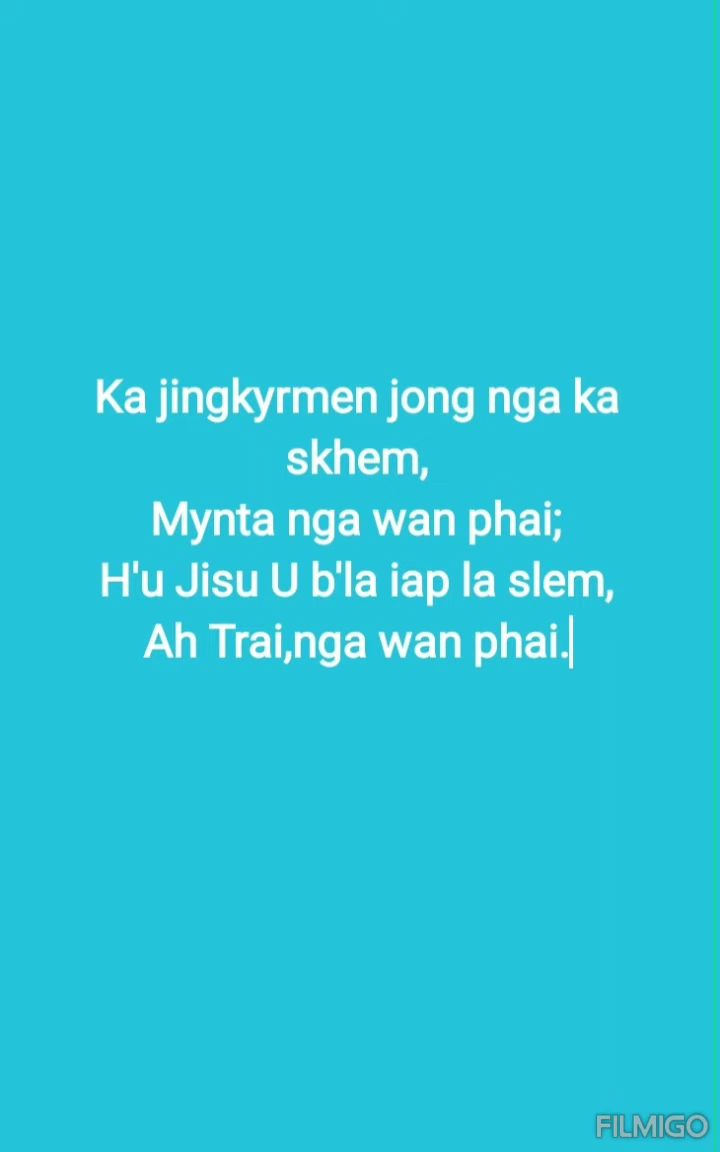 Ka jingkyrmen jong nga ka
skhem,
Mynta nga wan phai;
H'u Jisu U b'la iap la slem,
Ah Trai,nga wan phai.
FILMIGO